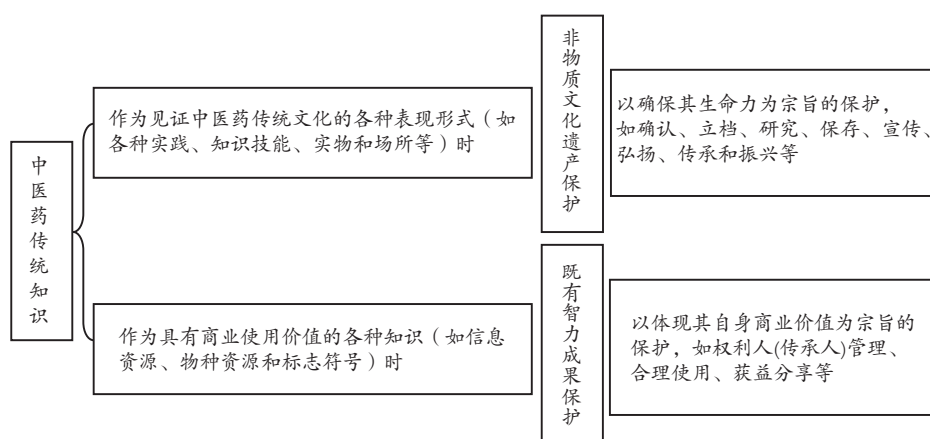 中医药传统知识
作为见证中医药传统文化的各种表现形式（如
各种实践、知识技能、实物和场所等）时
非物质文化遗产保护
以确保其生命力为宗旨的保护，
如确认、立档、研究、保存、宣传、
弘扬、传承和振兴等
作为具有商业使用价值的各种知识（如信息
资源、物种资源和标志符号）时
既有智力成果保护
以体现其自身商业价值为宗旨的
保护，如权利人(传承人)管理、
合理使用、获益分享等